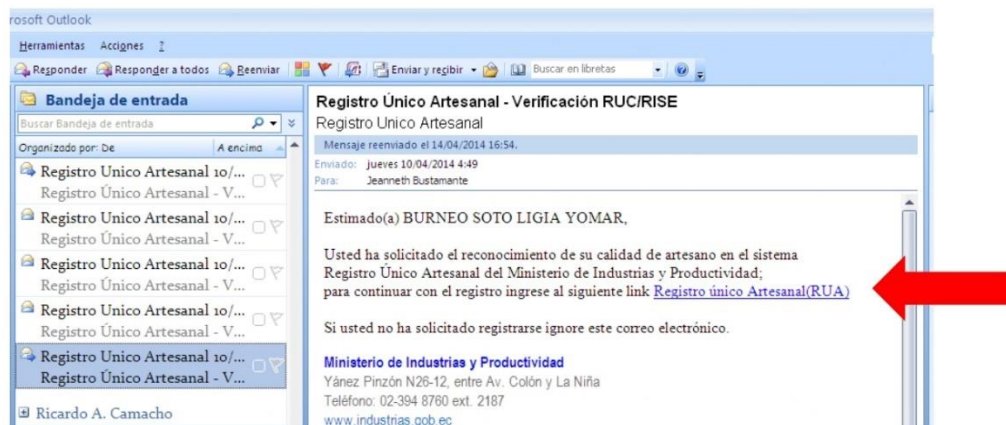 rosoft Outlook
Herramientas Acciones ?
Responder Responder a todos Reenviar Enviar y recibir Buscar en libretas
Bandeja de entrada
Buscar Bandeja de entrada
Organizado por: De A encima
Registro Unico Artesanal 10/...
Registro Único Artesanal - V...
Registro Unico Artesanal 10/...
Registro Único Artesanal - V...
Registro Unico Artesanal 10/...
Registro Único Artesanal - V...
Registro Unico Artesanal 10/...
Registro Único Artesanal - V...
Registro Unico Artesanal 10/...
Registro Único Artesanal - V...
Ricardo A. Camacho
Registro Único Artesanal - Verificación RUC/RISE
Registro Unico Artesanal
Mensaje reenviado el 14/04/2014 16:54.
Enviado: jueves 10/04/2014 4:49
Para: Jeanneth Bustamante
Estimado(a) BURNEO SOTO LIGIA YOMAR,
Usted ha solicitado el reconocimiento de su calidad de artesano en el sistema
Registro Único Artesanal del Ministerio de Industrias y Productividad;
para continuar con el registro ingrese al siguiente link Registro único Artesanal(RUA)
Si usted no ha solicitado registrarse ignore este correo electrónico.
Ministerio de Industrias y Productividad
Yánez Pinzón N26-12, entre Av. Colón y La Niña
Teléfono: 02-394 8760 ext. 2187
www.industrias.gob.ec